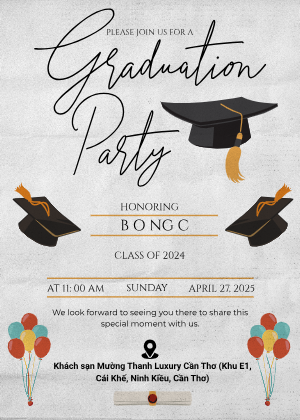 PLEASE JOIN US FOR A
Graduation
Party
HONORING
BONGC
CLASS OF 2024
AT 11: 00 AM SUNDAY APRIL 27, 2025
We look forward to seeing you there to share this
special moment with us.
Khách sạn Mường Thanh Luxury Cần Thơ (Khu E1,
Cái Khế, Ninh Kiều, Cần Thơ)